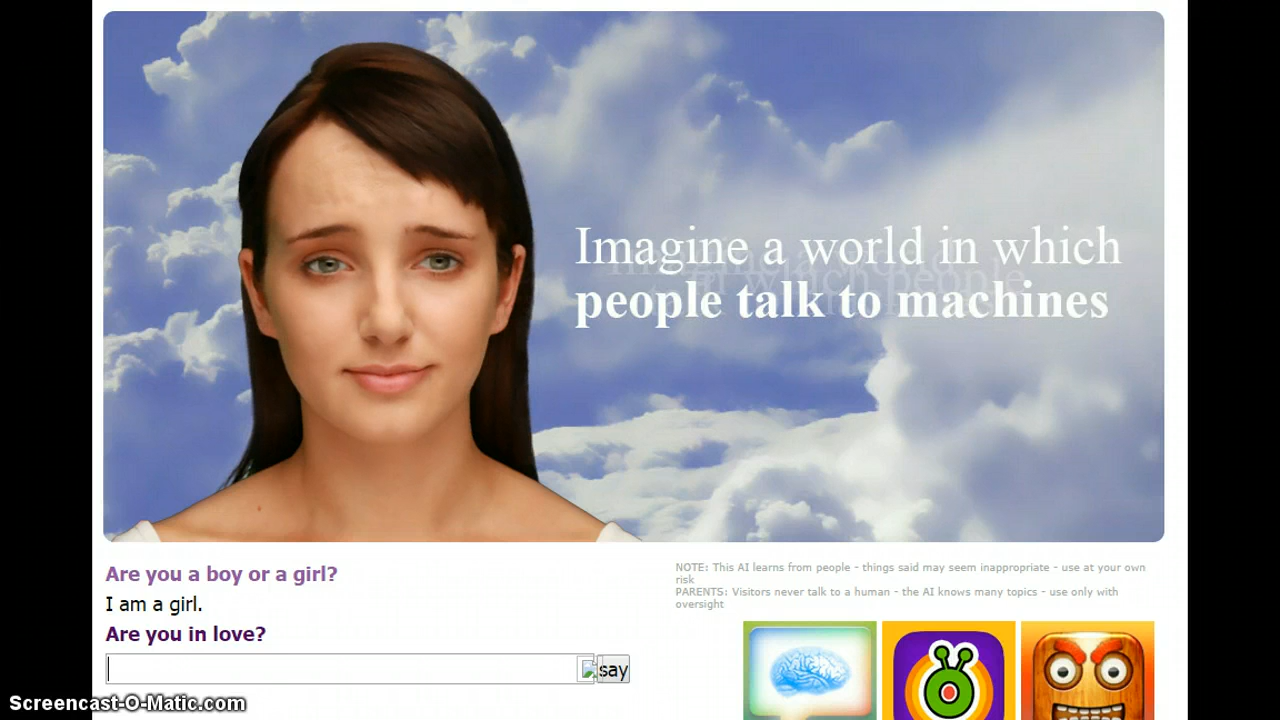 Imagine a world in which
people talk to machines
Are you a boy or a girl?
I am a girl.
Are you in love?
say
NOTE: This AI learns from people - things said may seem inappropriate - use at your own
risk
PARENTS: Visitors never talk to a human - the AI knows many topics - use only with
oversight
Screencast-O-Matic.com